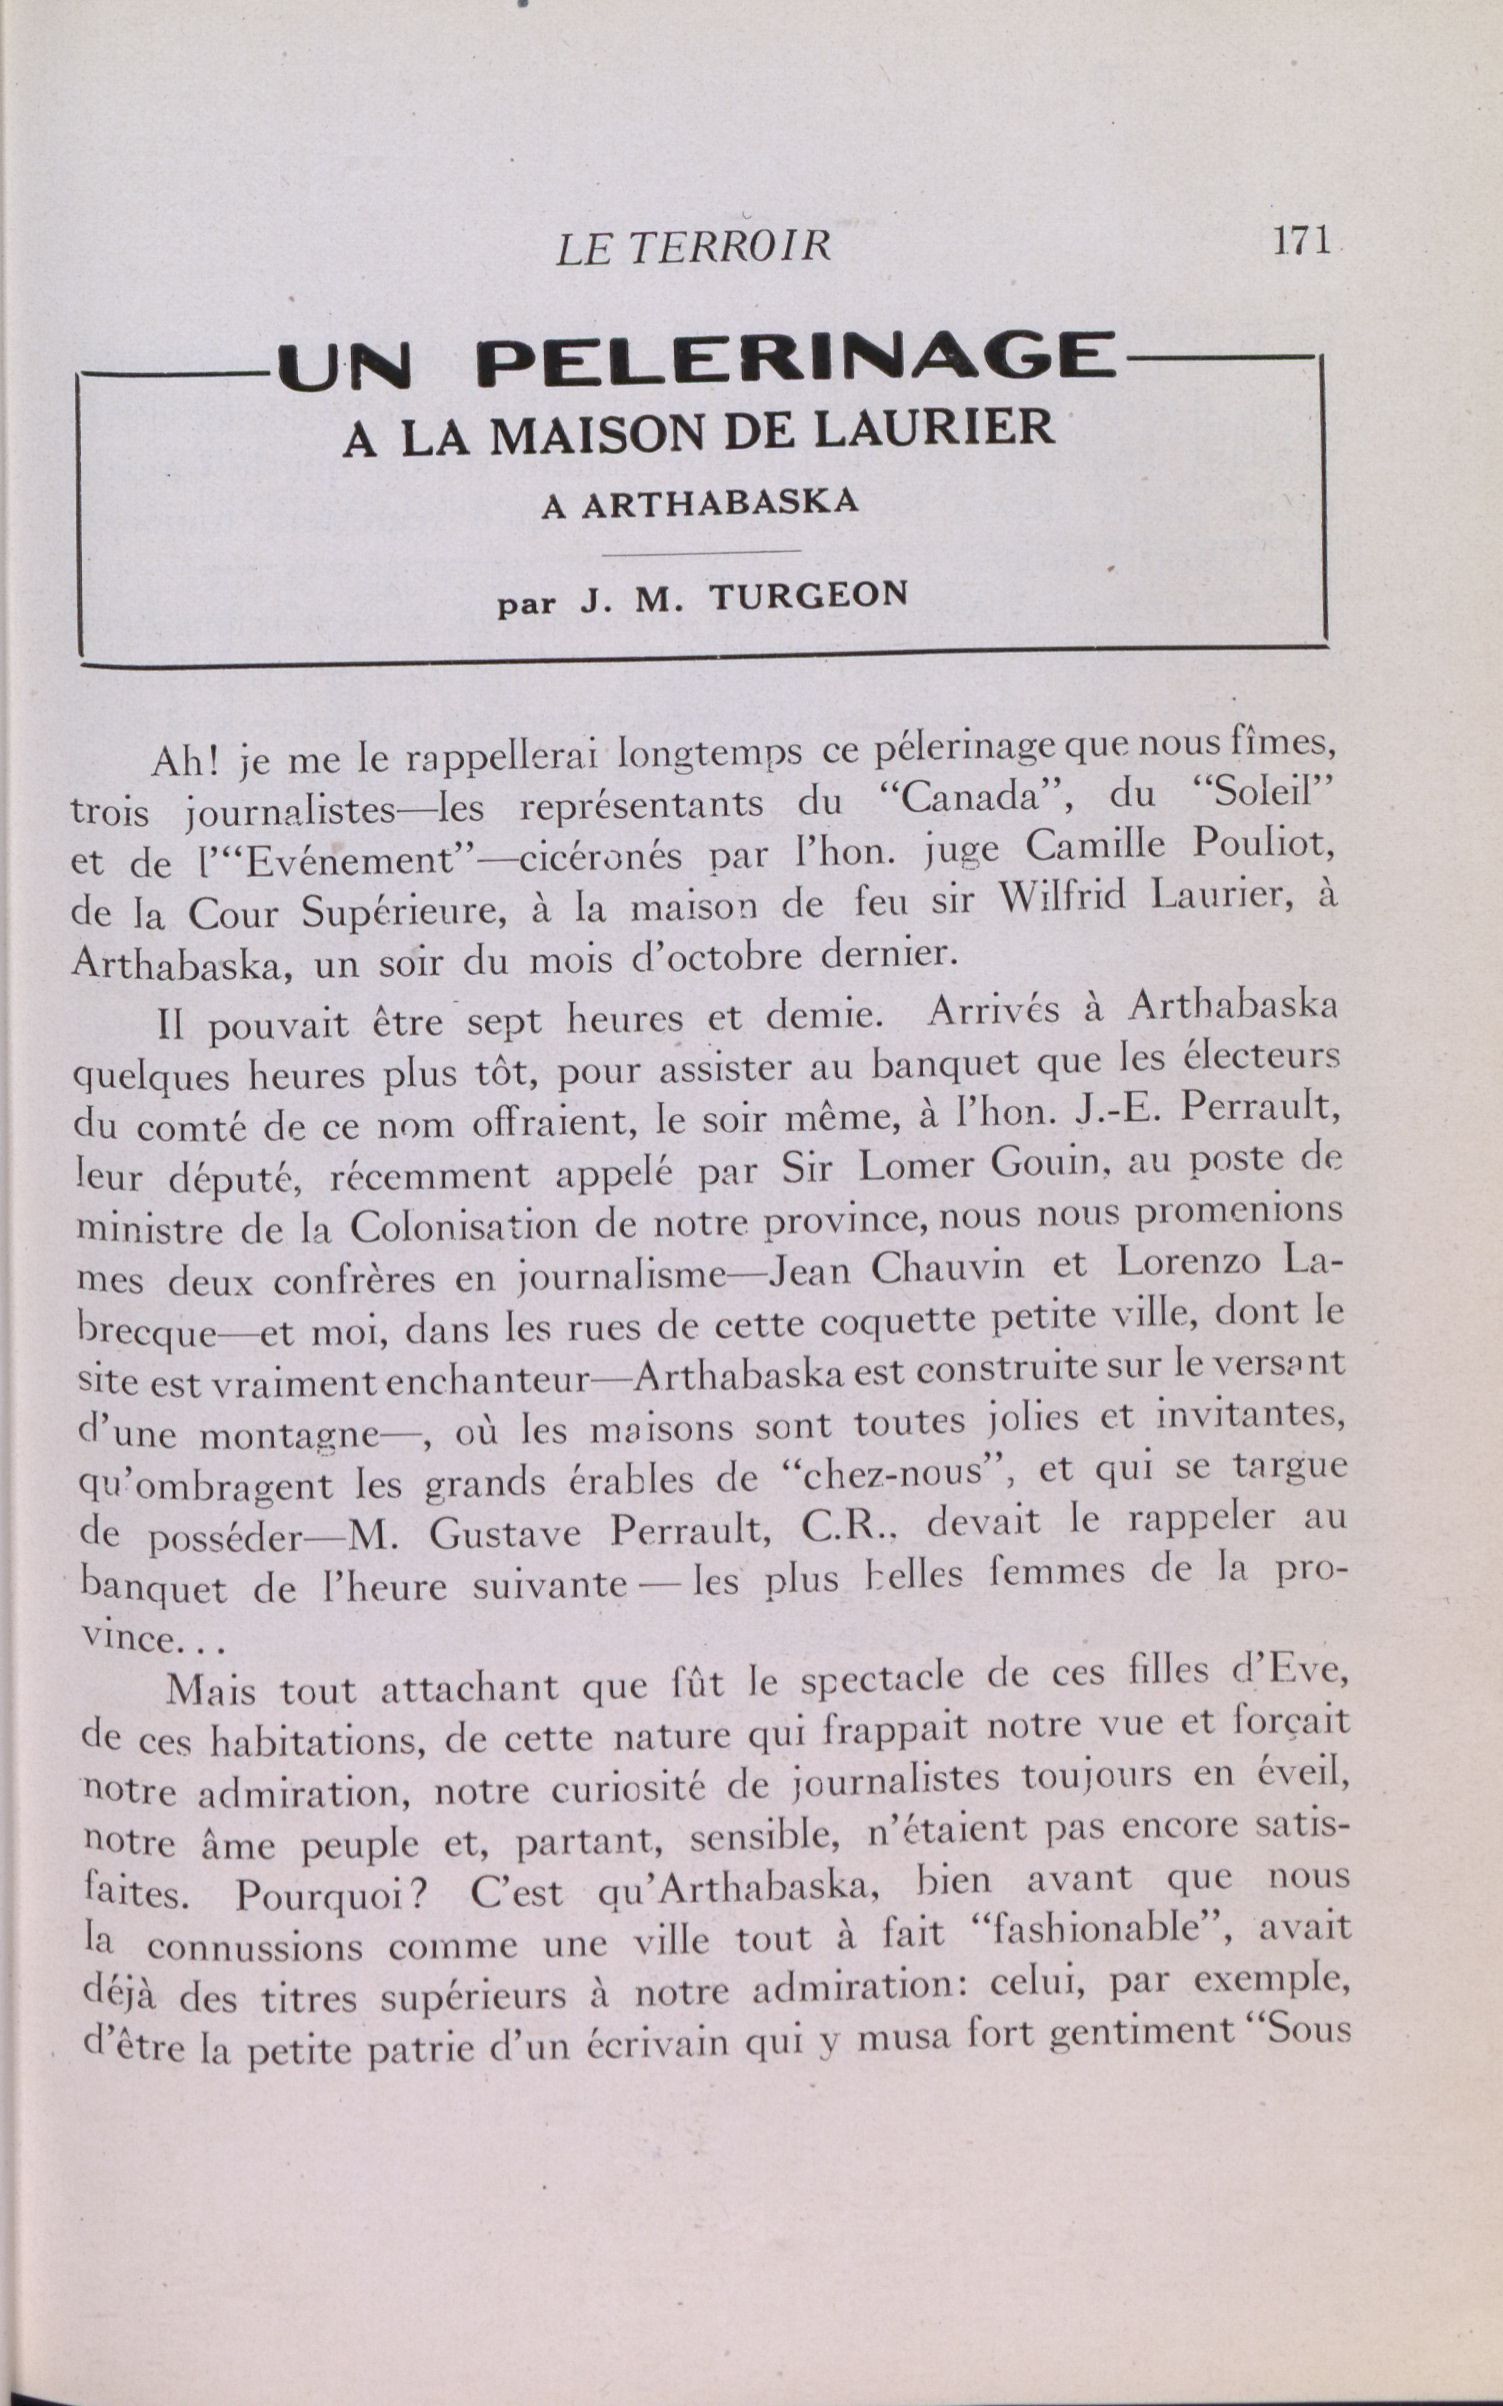 LE TERROIR 171
UN PELERINAGE
A LA MAISON DE LAURIER
A ARTHABASKA
par J. M. TURGEON
Ah! je me le rappellerai longtemps ce pélerinage que nous fîmes,
trois journalistes—les représentants du “Canada”, du “Soleil”
et de l’“Evénement”—cicéronés par l’hon. juge Camille Pouliot,
de la Cour Supérieure, à la maison de feu sir Wilfrid Laurier, à
Arthabaska, un soir du mois d’octobre dernier.
Il pouvait être sept heures et demie. Arrivés à Arthabaska
quelques heures plus tôt, pour assister au banquet que les électeurs
du comté de ce nom offraient, le soir même, à l’hon. J.-E. Perrault,
leur député, récemment appelé par Sir Lomer Gouin, au poste de
ministre de la Colonisation de notre province, nous nous promenions
mes deux confrères en journalisme—Jean Chauvin et Lorenzo La-
brecque—et moi, dans les rues de cette coquette petite ville, dont le
site est vraiment enchanteur—Arthabaska est construite sur le versant
d’une montagne—, où les maisons sont toutes jolies et invitantes,
qu’ombragent les grands érables de “chez-nous”, et qui se targue
de posséder—M. Gustave Perrault, C.R., devait le rappeler au
banquet de l’heure suivante — les plus belles femmes de la pro-
vince...
Mais tout attachant que fût le spectacle de ces filles d’Eve,
de ces habitations, de cette nature qui frappait notre vue et forçait
notre admiration, notre curiosité de journalistes toujours en éveil,
notre âme peuple et, partant, sensible, n’étaient pas encore satis-
faites. Pourquoi? C’est qu’Arthabaska, bien avant que nous
la connussions comme une ville tout à fait “fashionable”, avait
déjà des titres supérieurs à notre admiration: celui, par exemple,
d’être la petite patrie d’un écrivain qui y musa fort gentiment “Sous